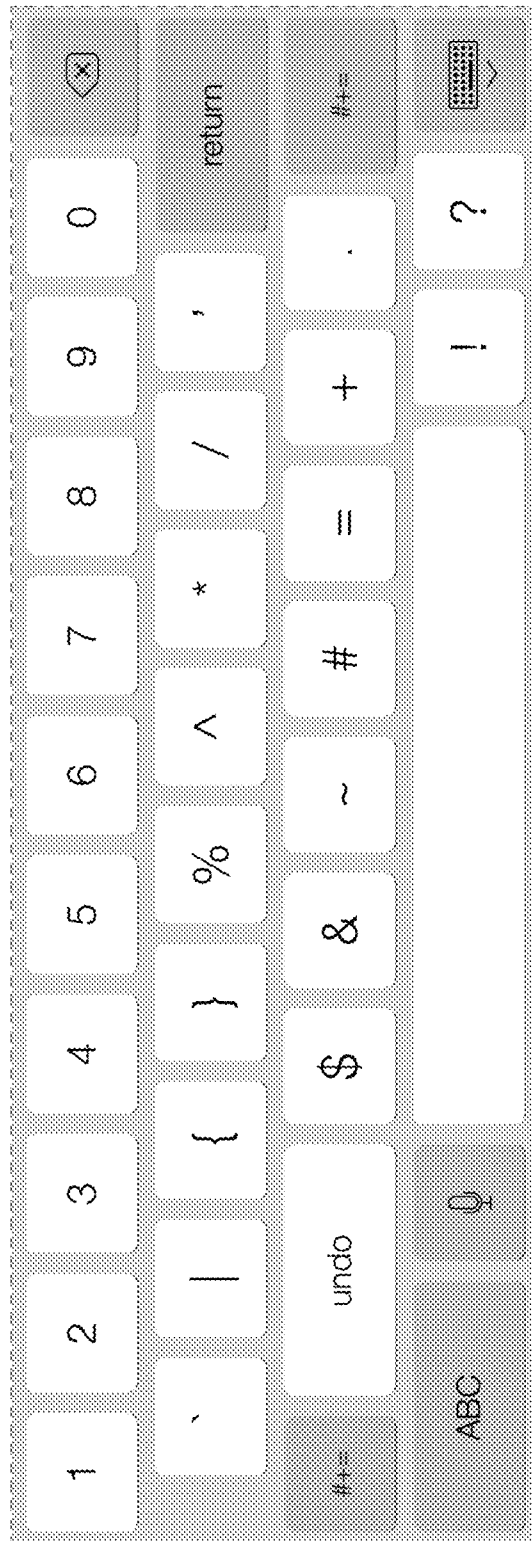 1 2 3 4 5 6 7 8 9 0
` | { } % ^ * / ' return
#+= undo $ & ~ # = + . #+=
ABC ! ?